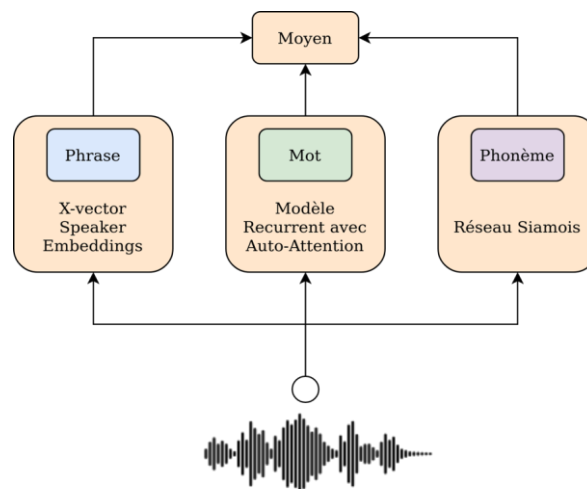 Moyen
Phrase
X-vector
Speaker
Embeddings
Mot
Modèle
Recurrent avec
Auto-Attention
Phonème
Réseau Siamois